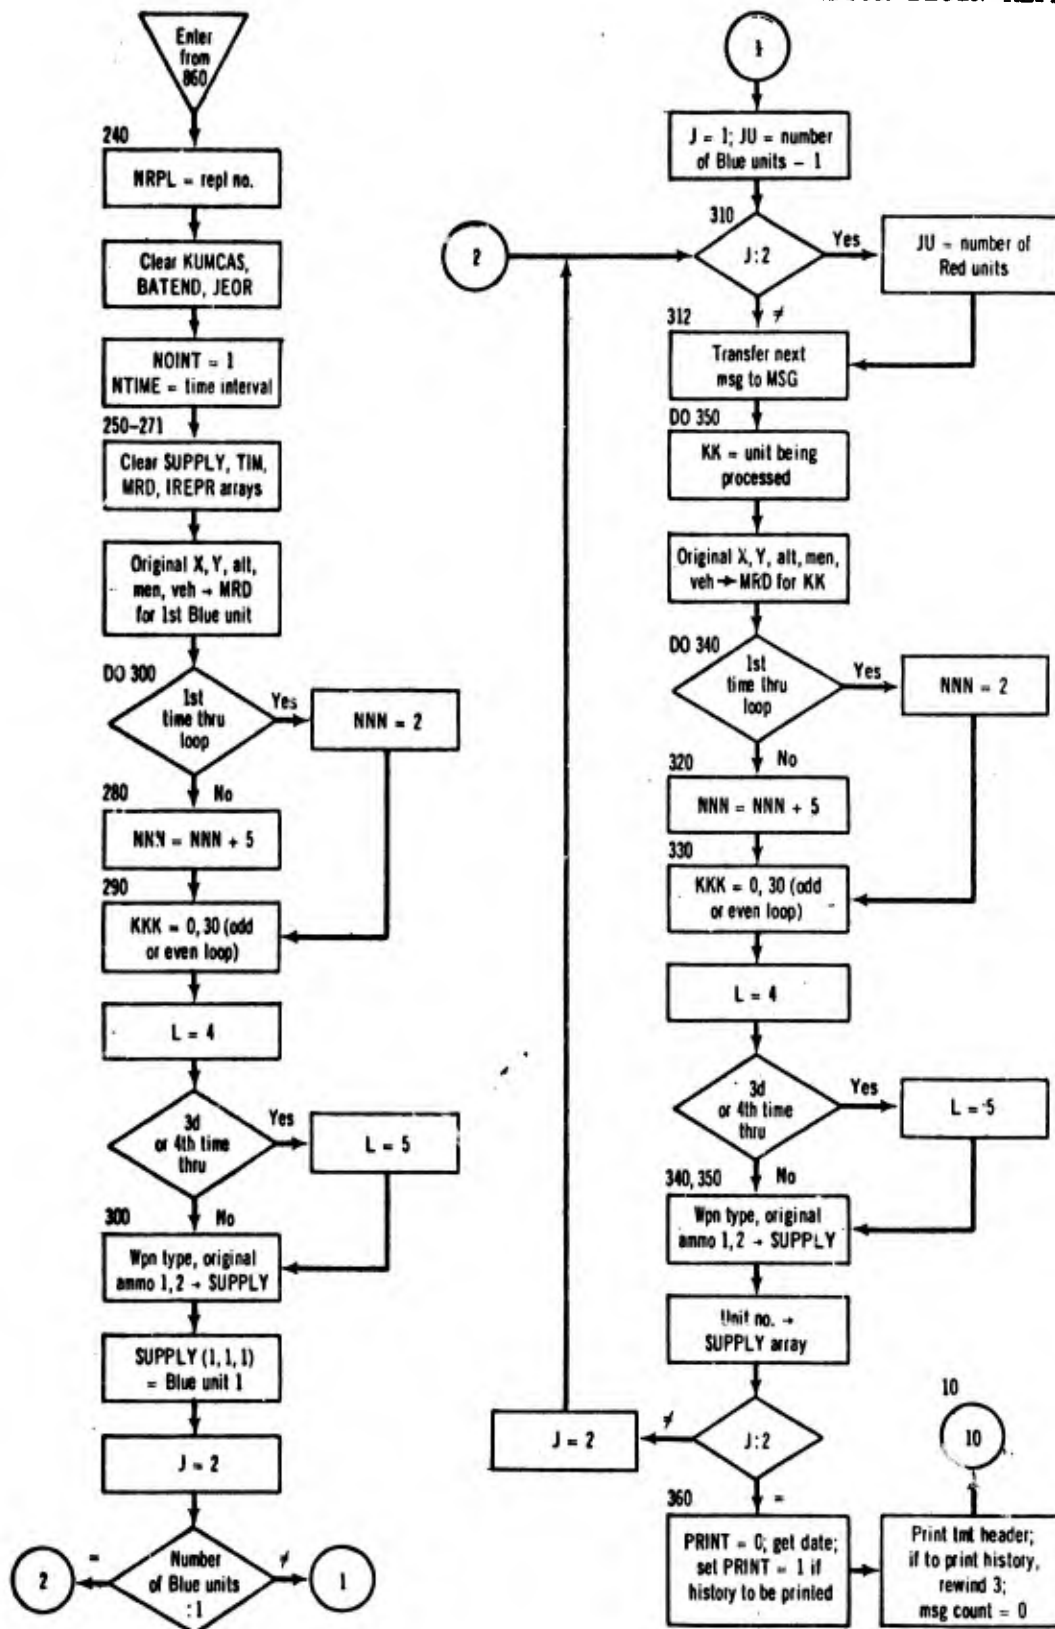 Enter
from
860
240
NRPL = repl no.
Clear KUMCAS,
BATEND, JEOR
NOINT = 1
NTIME = time interval
250-271
Clear SUPPLY, TIM,
MRD, IREPR arrays
Original X, Y, alt,
men, veh → MRD
for 1st Blue unit
DO 300
1st
time thru
loop
Yes
NNN = 2
No
280
NNN = NNN + 5
290
KKK = 0, 30 (odd
or even loop)
L = 4
3d
or 4th time
thru
Yes
L = 5
No
300
Wpn type, original
ammo 1, 2 → SUPPLY
SUPPLY (1, 1, 1)
= Blue unit 1
J = 2
Number
of Blue units
:1
=
2
≠
1
1
J = 1; JU = number
of Blue units - 1
310
2
J:2
Yes
JU = number of
Red units
≠
312
Transfer next
msg to MSG
DO 350
KK = unit being
processed
Original X, Y, alt, men,
veh → MRD for KK
DO 340
1st
time thru
loop
Yes
NNN = 2
No
320
NNN = NNN + 5
330
KKK = 0, 30 (odd
or even loop)
L = 4
3d
or 4th time
thru
Yes
L = 5
No
340, 350
Wpn type, original
ammo 1, 2 → SUPPLY
Unit no. →
SUPPLY array
J:2
≠
J = 2
=
360
PRINT = 0; get date;
set PRINT = 1 if
history to be printed
Print tmt header;
if to print history,
rewind 3;
msg count = 0
10
10